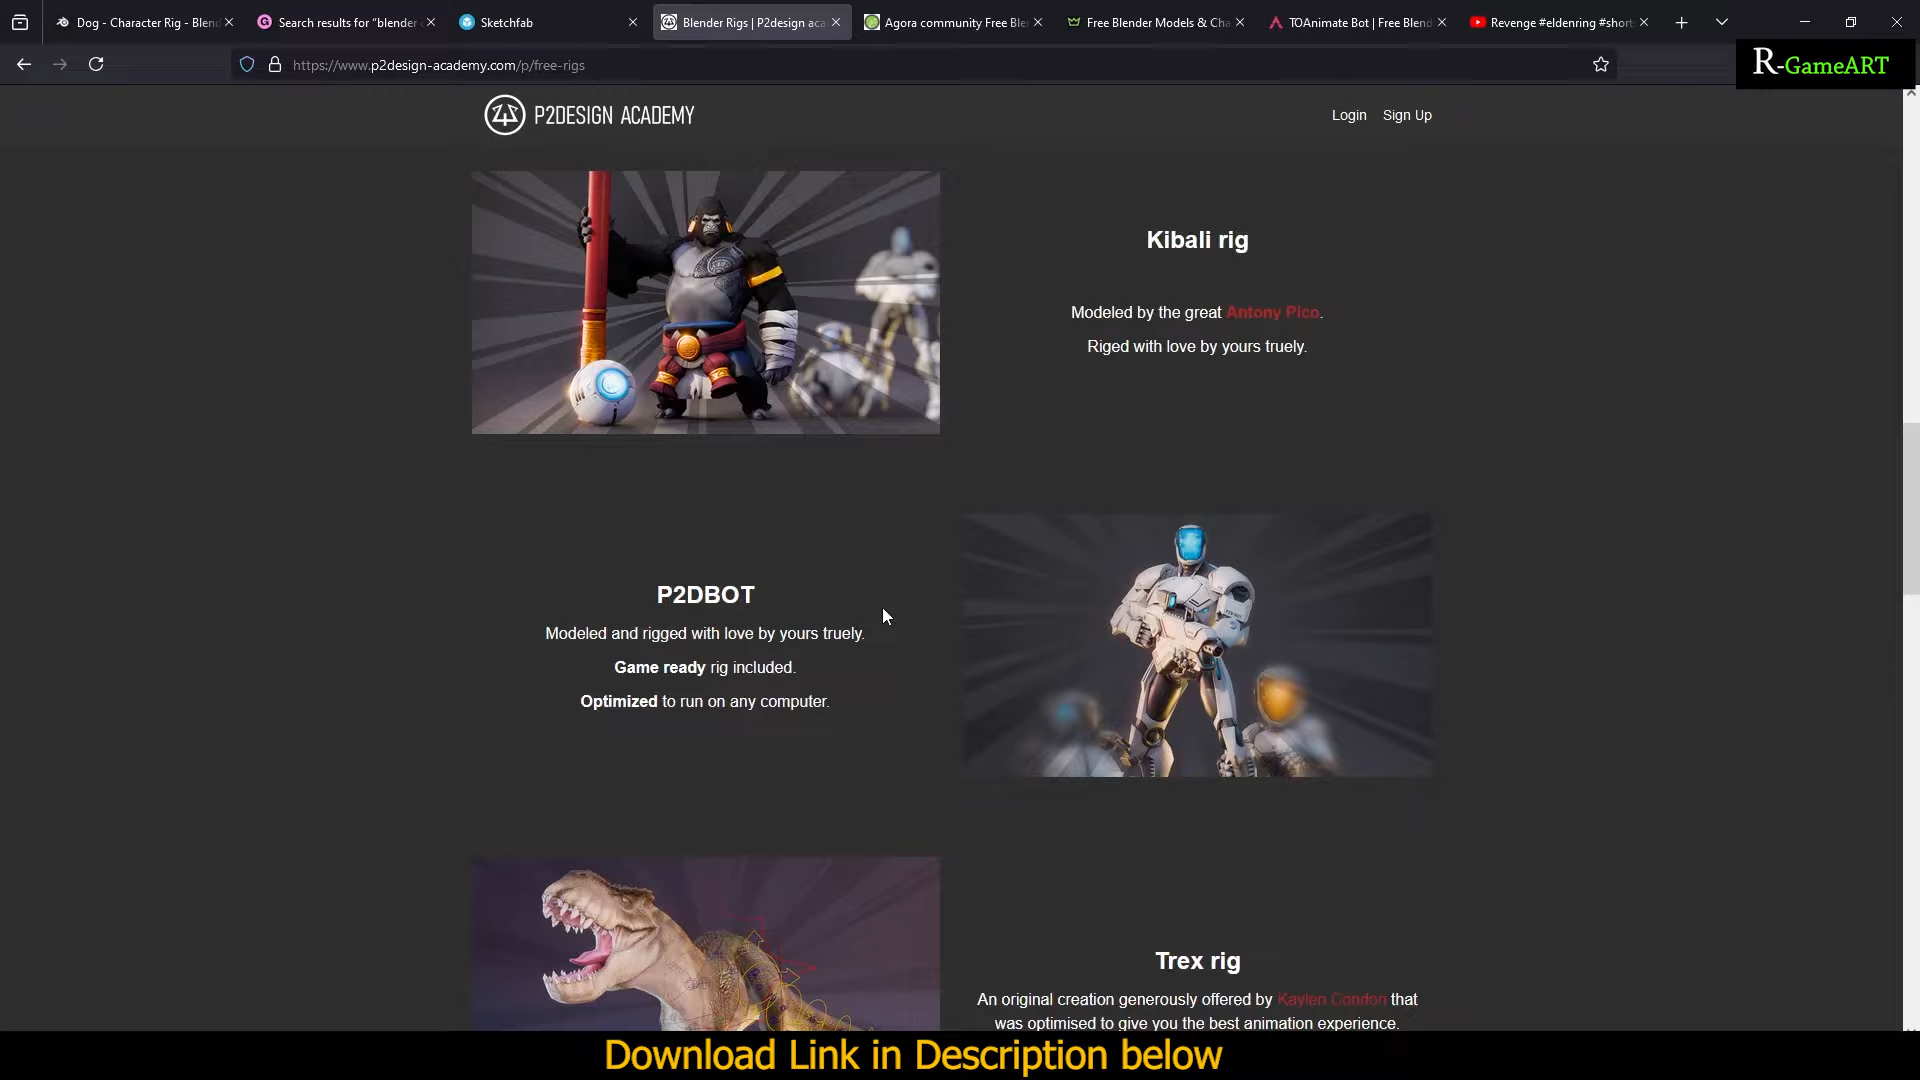 Dog - Character Rig - Blend
Search results for "blender
Sketchfab
Blender Rigs | P2design aca
Agora community Free Blen
Free Blender Models & Cha
TOAnimate Bot | Free Blend
Revenge #eldenring #short
https://www.p2design-academy.com/p/free-rigs
R-GameART
P2DESIGN ACADEMY
Login
Sign Up
Kibali rig
Modeled by the great Antony Pico.
Riged with love by yours truely.
P2DBOT
Modeled and rigged with love by yours truely.
Game ready rig included.
Optimized to run on any computer.
Trex rig
An original creation generously offered by Kaylen Condon that
was optimised to give you the best animation experience.
Download Link in Description below